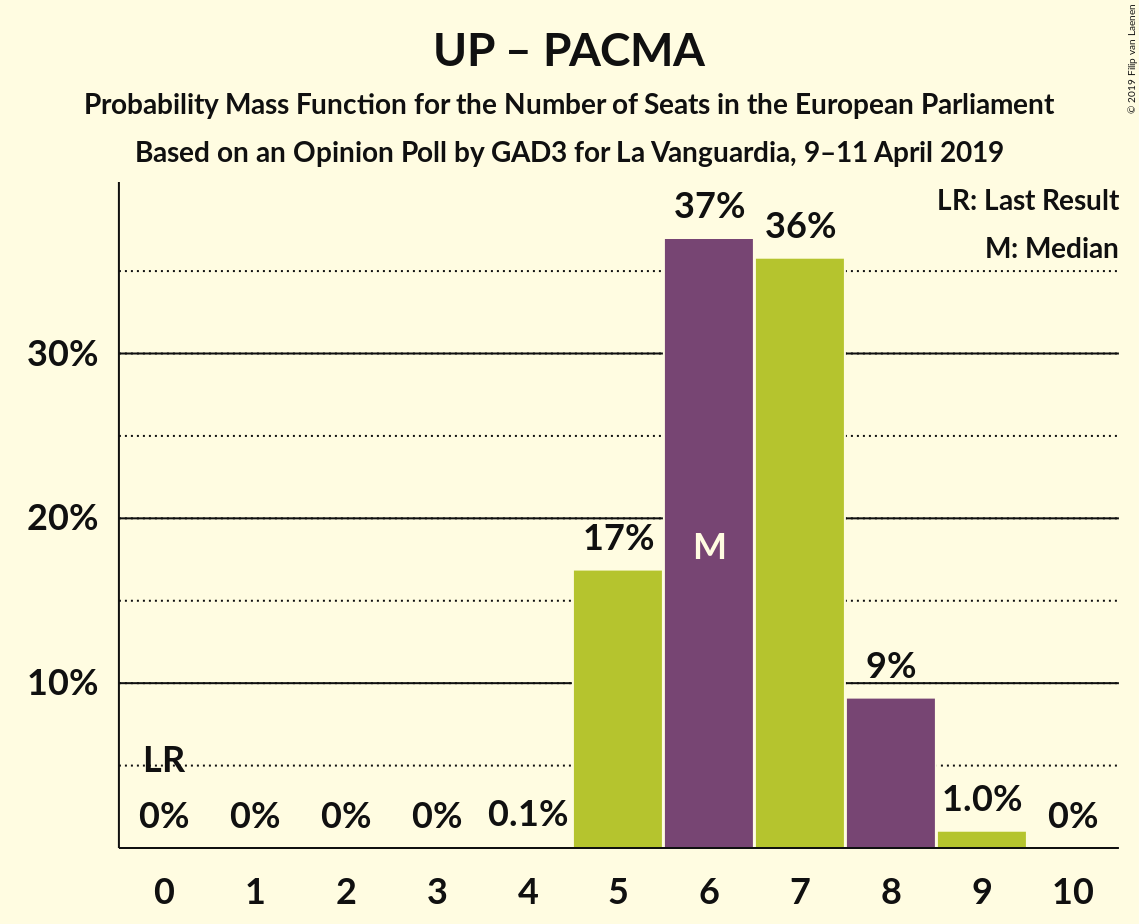 UP – PACMA
Probability Mass Function for the Number of Seats in the European Parliament
Based on an Opinion Poll by GAD3 for La Vanguardia, 9–11 April 2019
© 2019 Filip van Laenen
LR: Last Result
M: Median
37%
36%
30%
20%
17%
M
10%
9%
LR
0%
0%
0%
0%
0.1%
1.0%
0%
0 1 2 3 4 5 6 7 8 9 10